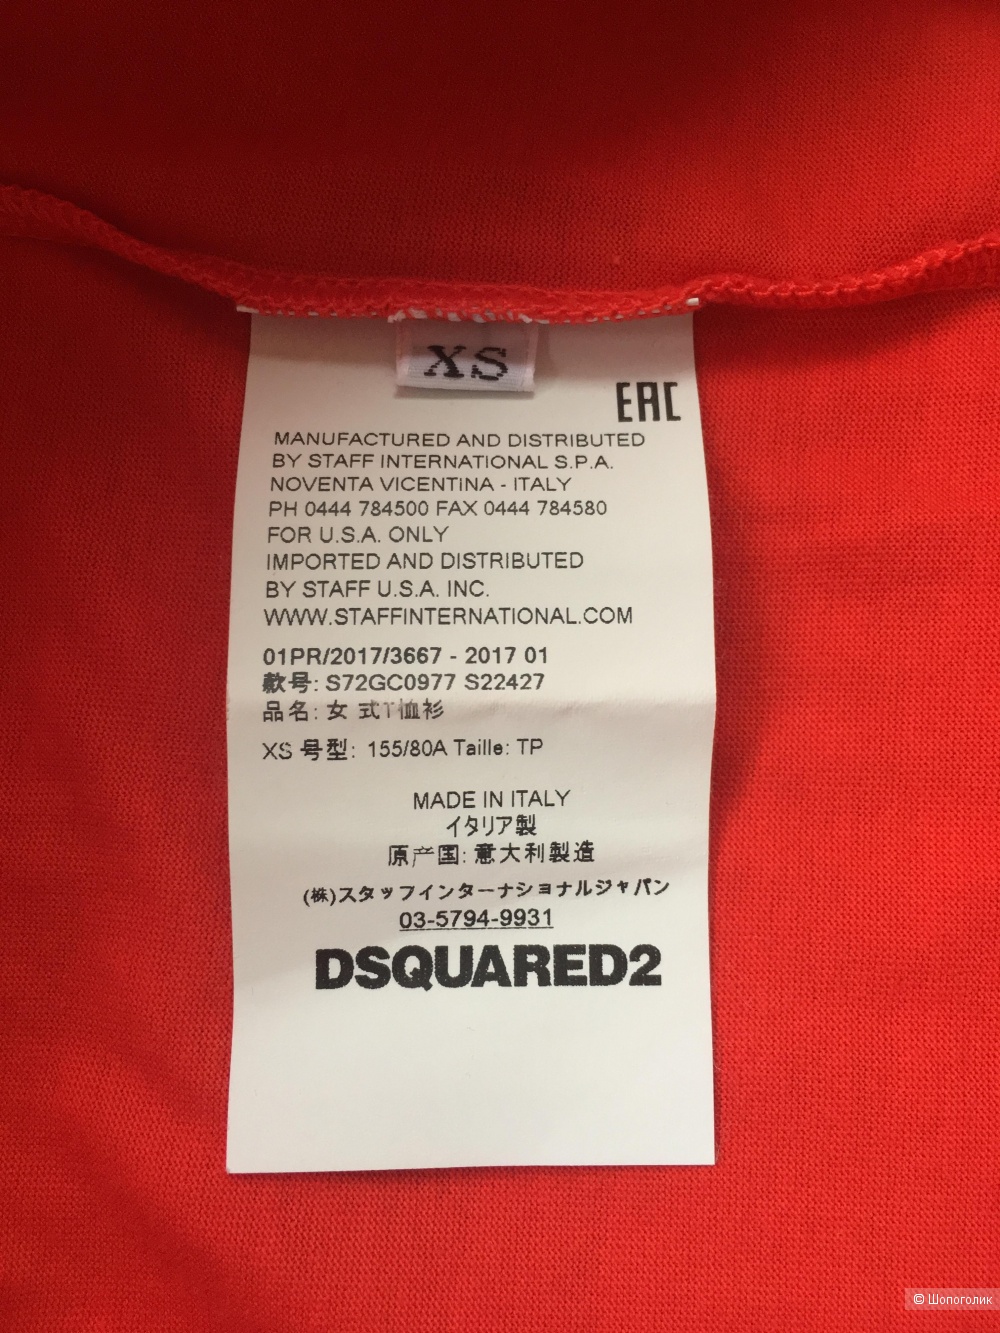 XS
EAC
MANUFACTURED AND DISTRIBUTED
BY STAFF INTERNATIONAL S.P.A.
NOVENTA VICENTINA - ITALY
PH 0444 784500 FAX 0444 784580
FOR U.S.A. ONLY
IMPORTED AND DISTRIBUTED
BY STAFF U.S.A. INC.
WWW.STAFFINTERNATIONAL.COM
01PR/2017/3667 - 2017 01
款号: S72GC0977 S22427
品名: 女 式T恤衫
XS 号型: 155/80A Taille: TP
MADE IN ITALY
イタリア製
原产国: 意大利製造
(株)スタッフインターナショナルジャパン
03-5794-9931
DSQUARED2
© Шопоголик